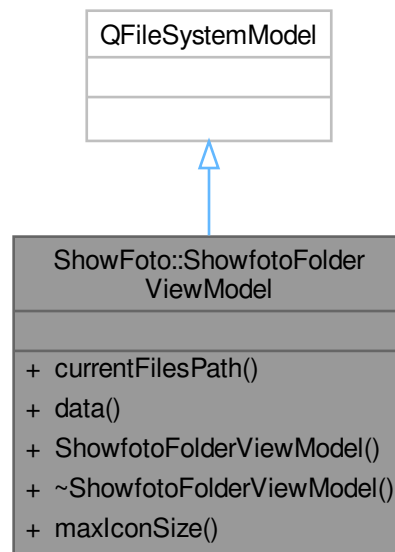 QFileSystemModel
ShowFoto::ShowfotoFolder
ViewModel
+ currentFilesPath()
+ data()
+ ShowfotoFolderViewModel()
+ ~ShowfotoFolderViewModel()
+ maxIconSize()